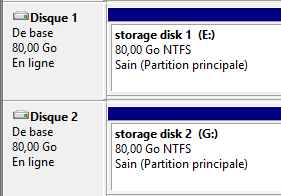 Disque 1
De base
80,00 Go
En ligne
storage disk 1 (E:)
80,00 Go NTFS
Sain (Partition principale)
Disque 2
De base
80,00 Go
En ligne
storage disk 2 (G:)
80,00 Go NTFS
Sain (Partition principale)